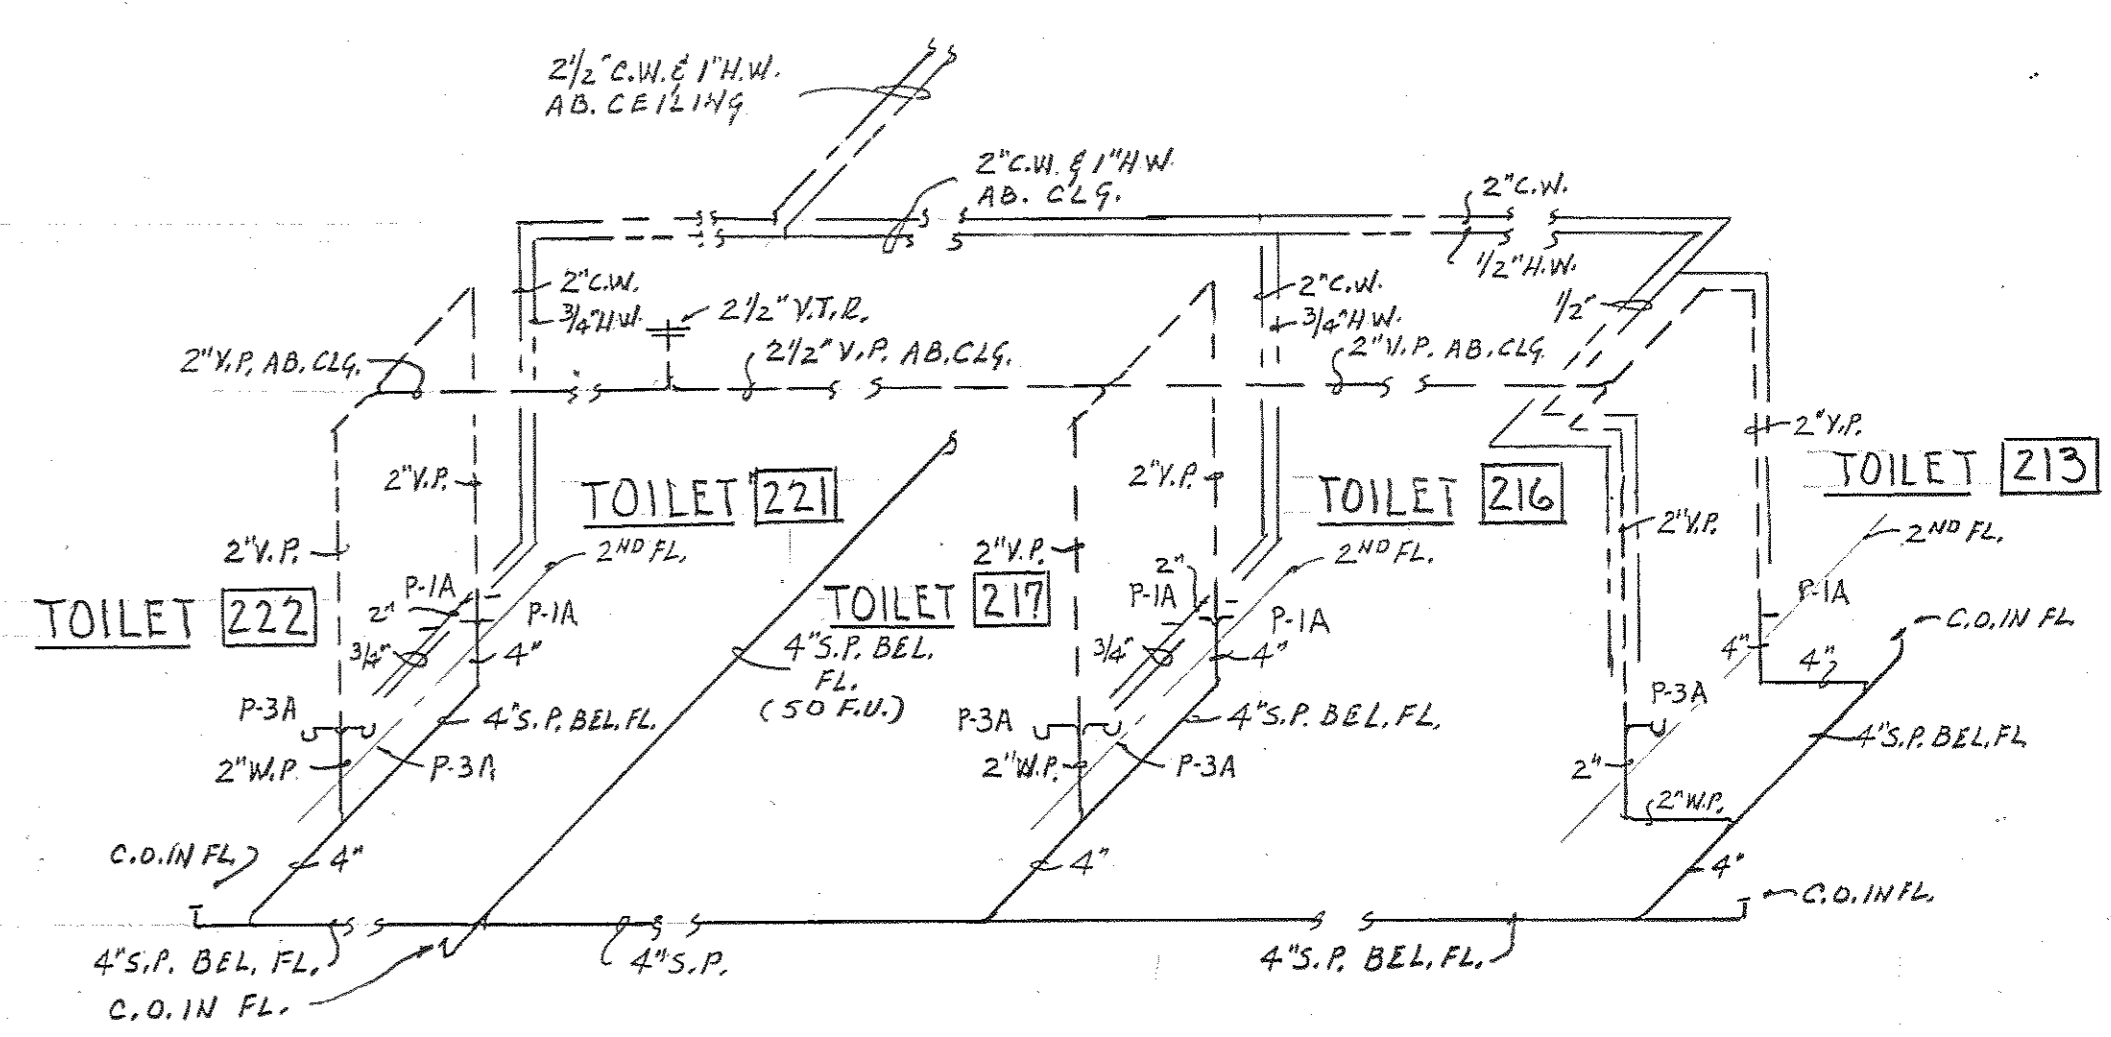 2½" C.W. & 1" H.W.
AB. CEILING
2" C.W. & 1" H.W.
AB. CLG.
2" C.W.
½" H.W.
2" C.W.
¾" H.W.
2½" V.T.R.
2" C.W.
¾" H.W.
½"
2" V.P. AB. CLG.
2½" V.P. AB. CLG.
2" V.P. AB. CLG.
2" V.P.
2" V.P.
TOILET 221
2" V.P.
TOILET 216
TOILET 213
2" V.P.
2ND FL.
2" V.P.
2ND FL.
2" V.P.
2ND FL.
2" V.P.
P-1A
2"
P-1A
TOILET 222
2"
P-1A
TOILET 217
P-1A
P-1A
C.O. IN FL.
¾"
4"
4" S.P. BEL.
FL.
(50 F.U.)
¾"
4"
4"
4"
P-3A
4" S.P. BEL. FL.
P-3A
4" S.P. BEL. FL.
P-3A
4" S.P. BEL. FL.
2" W.P.
P-3A
2" W.P.
P-3A
2"
2" W.P.
C.O. IN FL.
4"
4"
4"
C.O. IN FL.
4" S.P. BEL. FL.
4" S.P.
4" S.P. BEL. FL.
C.O. IN FL.